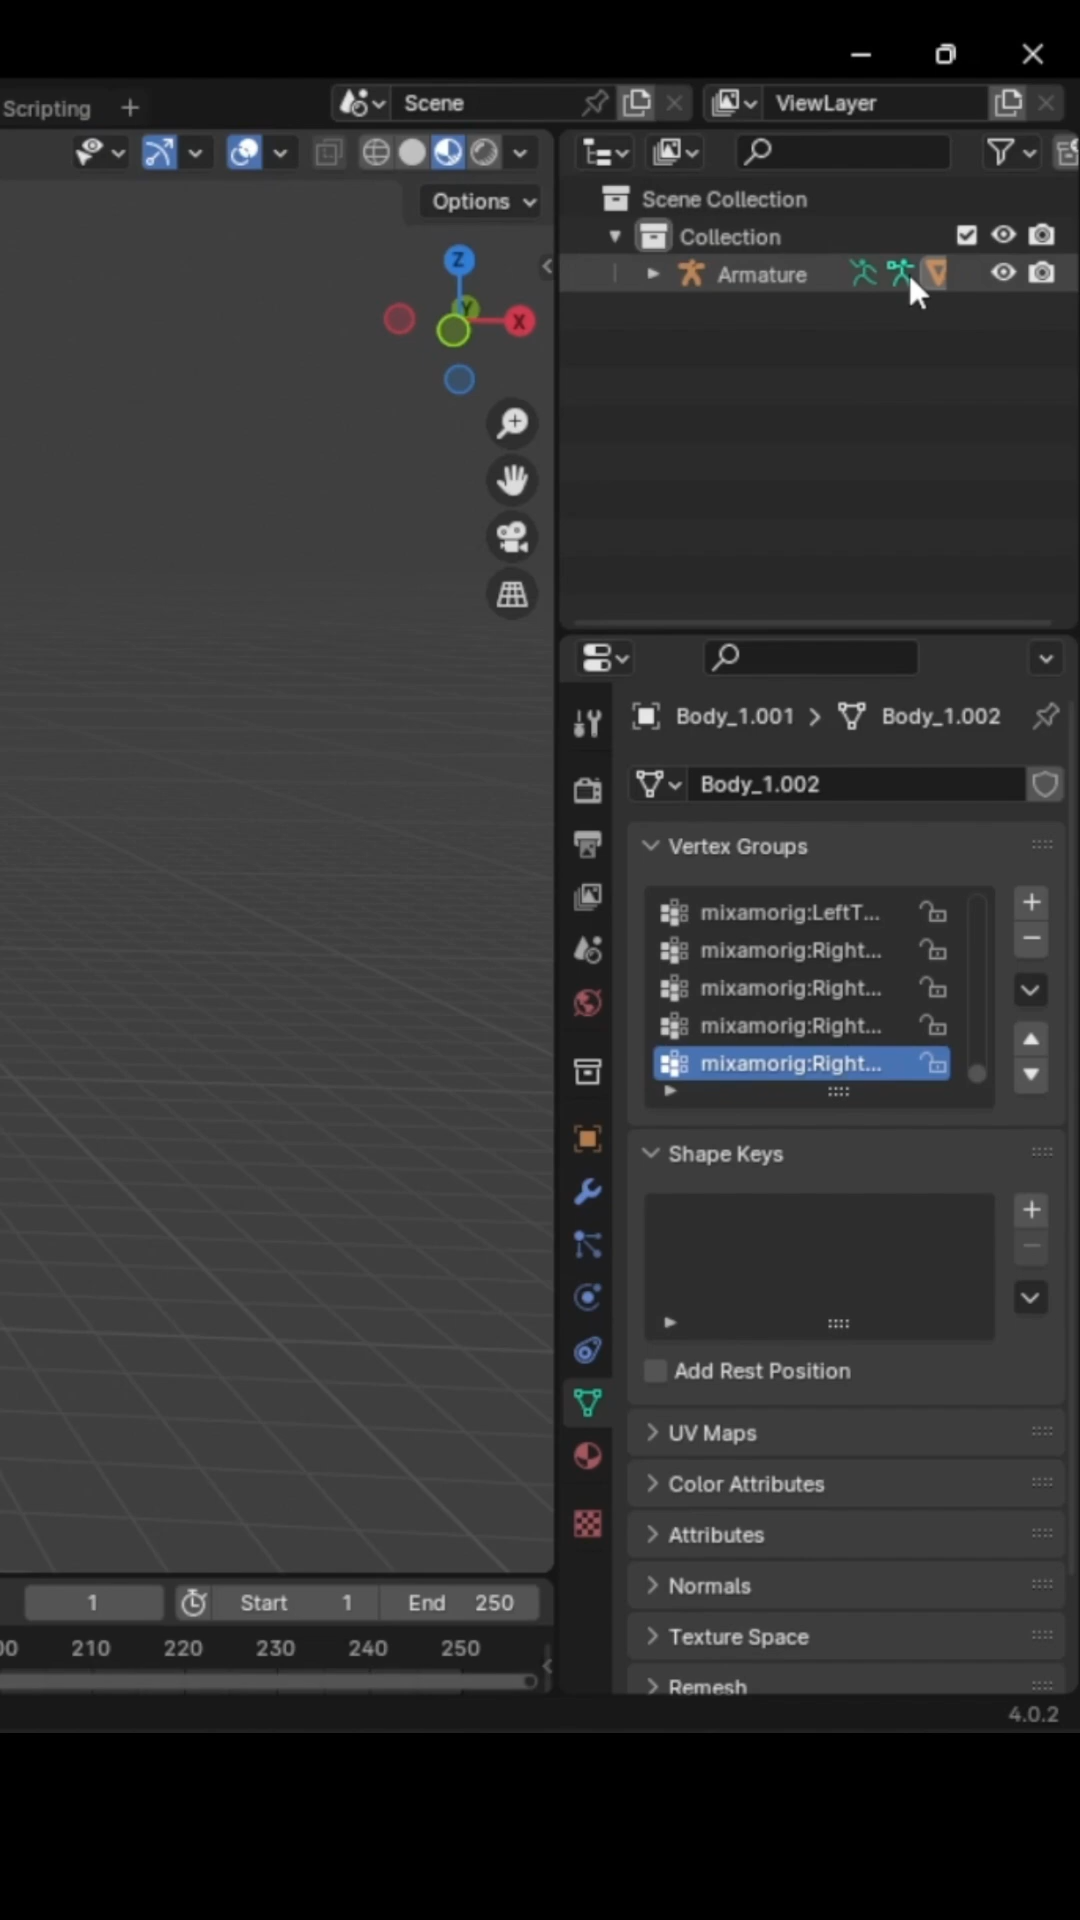 Scripting
Scene
ViewLayer
Options
Z
Y
X
Scene Collection
Collection
Armature
Body_1.001 > Body_1.002
Body_1.002
Vertex Groups
mixamorig:LeftT...
mixamorig:Right...
mixamorig:Right...
mixamorig:Right...
mixamorig:Right...
Shape Keys
Add Rest Position
UV Maps
Color Attributes
Attributes
Normals
Texture Space
Remesh
1 Start 1 End 250
00 210 220 230 240 250
4.0.2